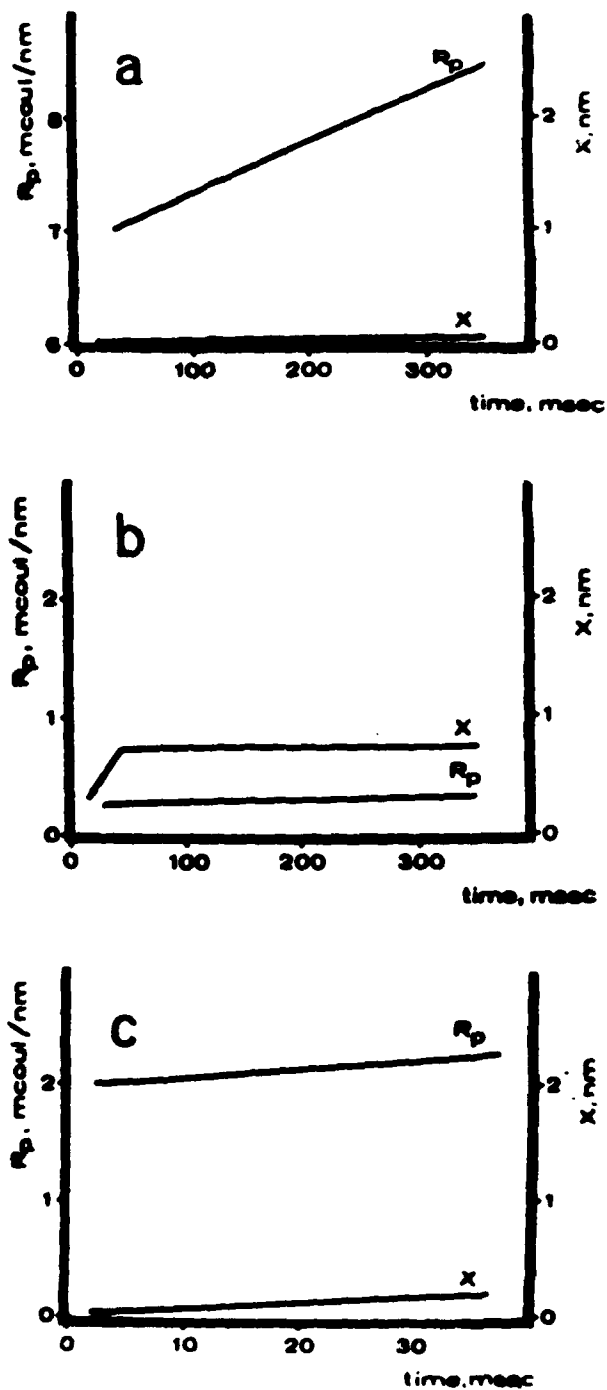 a
Rp
Rp, mcoul/nm
X, nm
8
7
6
2
1
0
X
0 100 200 300
time, msec
b
Rp, mcoul/nm
X, nm
2
1
0
2
1
0
X
Rp
0 100 200 300
time, msec
c
Rp
Rp, mcoul/nm
X, nm
2
1
0
2
1
0
X
0 10 20 30
time, msec